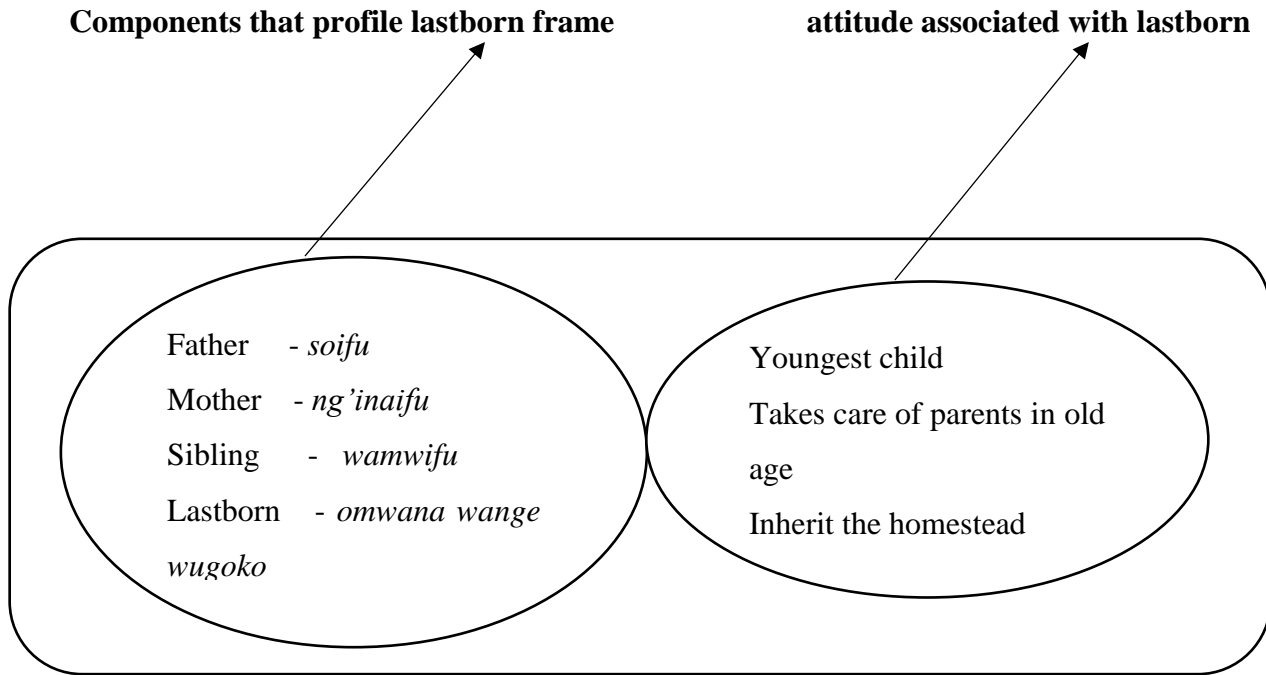 Components that profile lastborn frame
attitude associated with lastborn
Father - soifu
Mother - ng’inaifu
Sibling - wamwifu
Lastborn - omwana wange
wugoko
Youngest child
Takes care of parents in old
age
Inherit the homestead